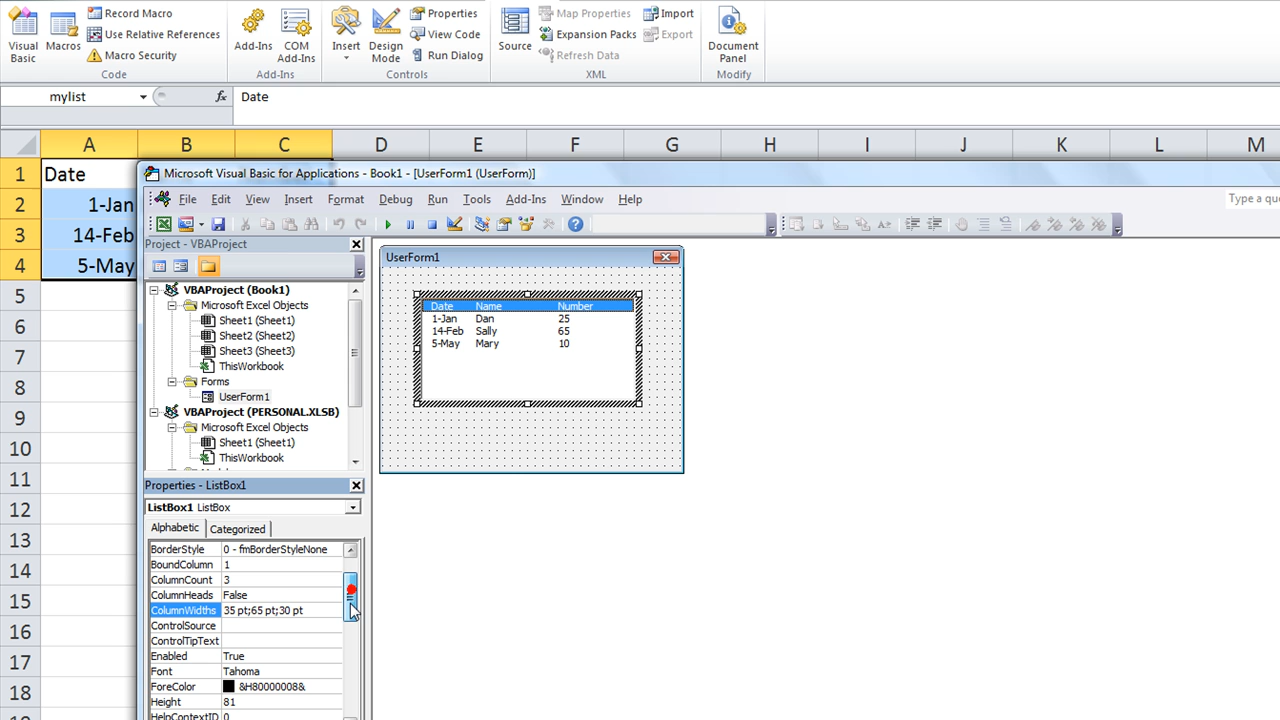 Record Macro
Use Relative References
Macro Security
Visual Basic
Macros
Code
Add-Ins
COM Add-Ins
Add-Ins
Insert
Design Mode
Properties
View Code
Run Dialog
Controls
Source
Map Properties
Expansion Packs
Refresh Data
Import
Export
XML
Document Panel
Modify
mylist
fx
Date
A B C D E F G H I J K L M
1 Date
2 1-Jan
3 14-Feb
4 5-May
5
6
7
8
9
10
11
12
13
14
15
16
17
18
Microsoft Visual Basic for Applications - Book1 - [UserForm1 (UserForm)]
File Edit View Insert Format Debug Run Tools Add-Ins Window Help
Type a que
Project - VBAProject
VBAProject (Book1)
Microsoft Excel Objects
Sheet1 (Sheet1)
Sheet2 (Sheet2)
Sheet3 (Sheet3)
ThisWorkbook
Forms
UserForm1
VBAProject (PERSONAL.XLSB)
Microsoft Excel Objects
Sheet1 (Sheet1)
ThisWorkbook
UserForm1
Date Name Number
1-Jan Dan 25
14-Feb Sally 65
5-May Mary 10
Properties - ListBox1
ListBox1 ListBox
Alphabetic Categorized
BorderStyle 0 - fmBorderStyleNone
BoundColumn 1
ColumnCount 3
ColumnHeads False
ColumnWidths 35 pt;65 pt;30 pt
ControlSource
ControlTipText
Enabled True
Font Tahoma
ForeColor &H80000008&
Height 81
HelpContextID 0